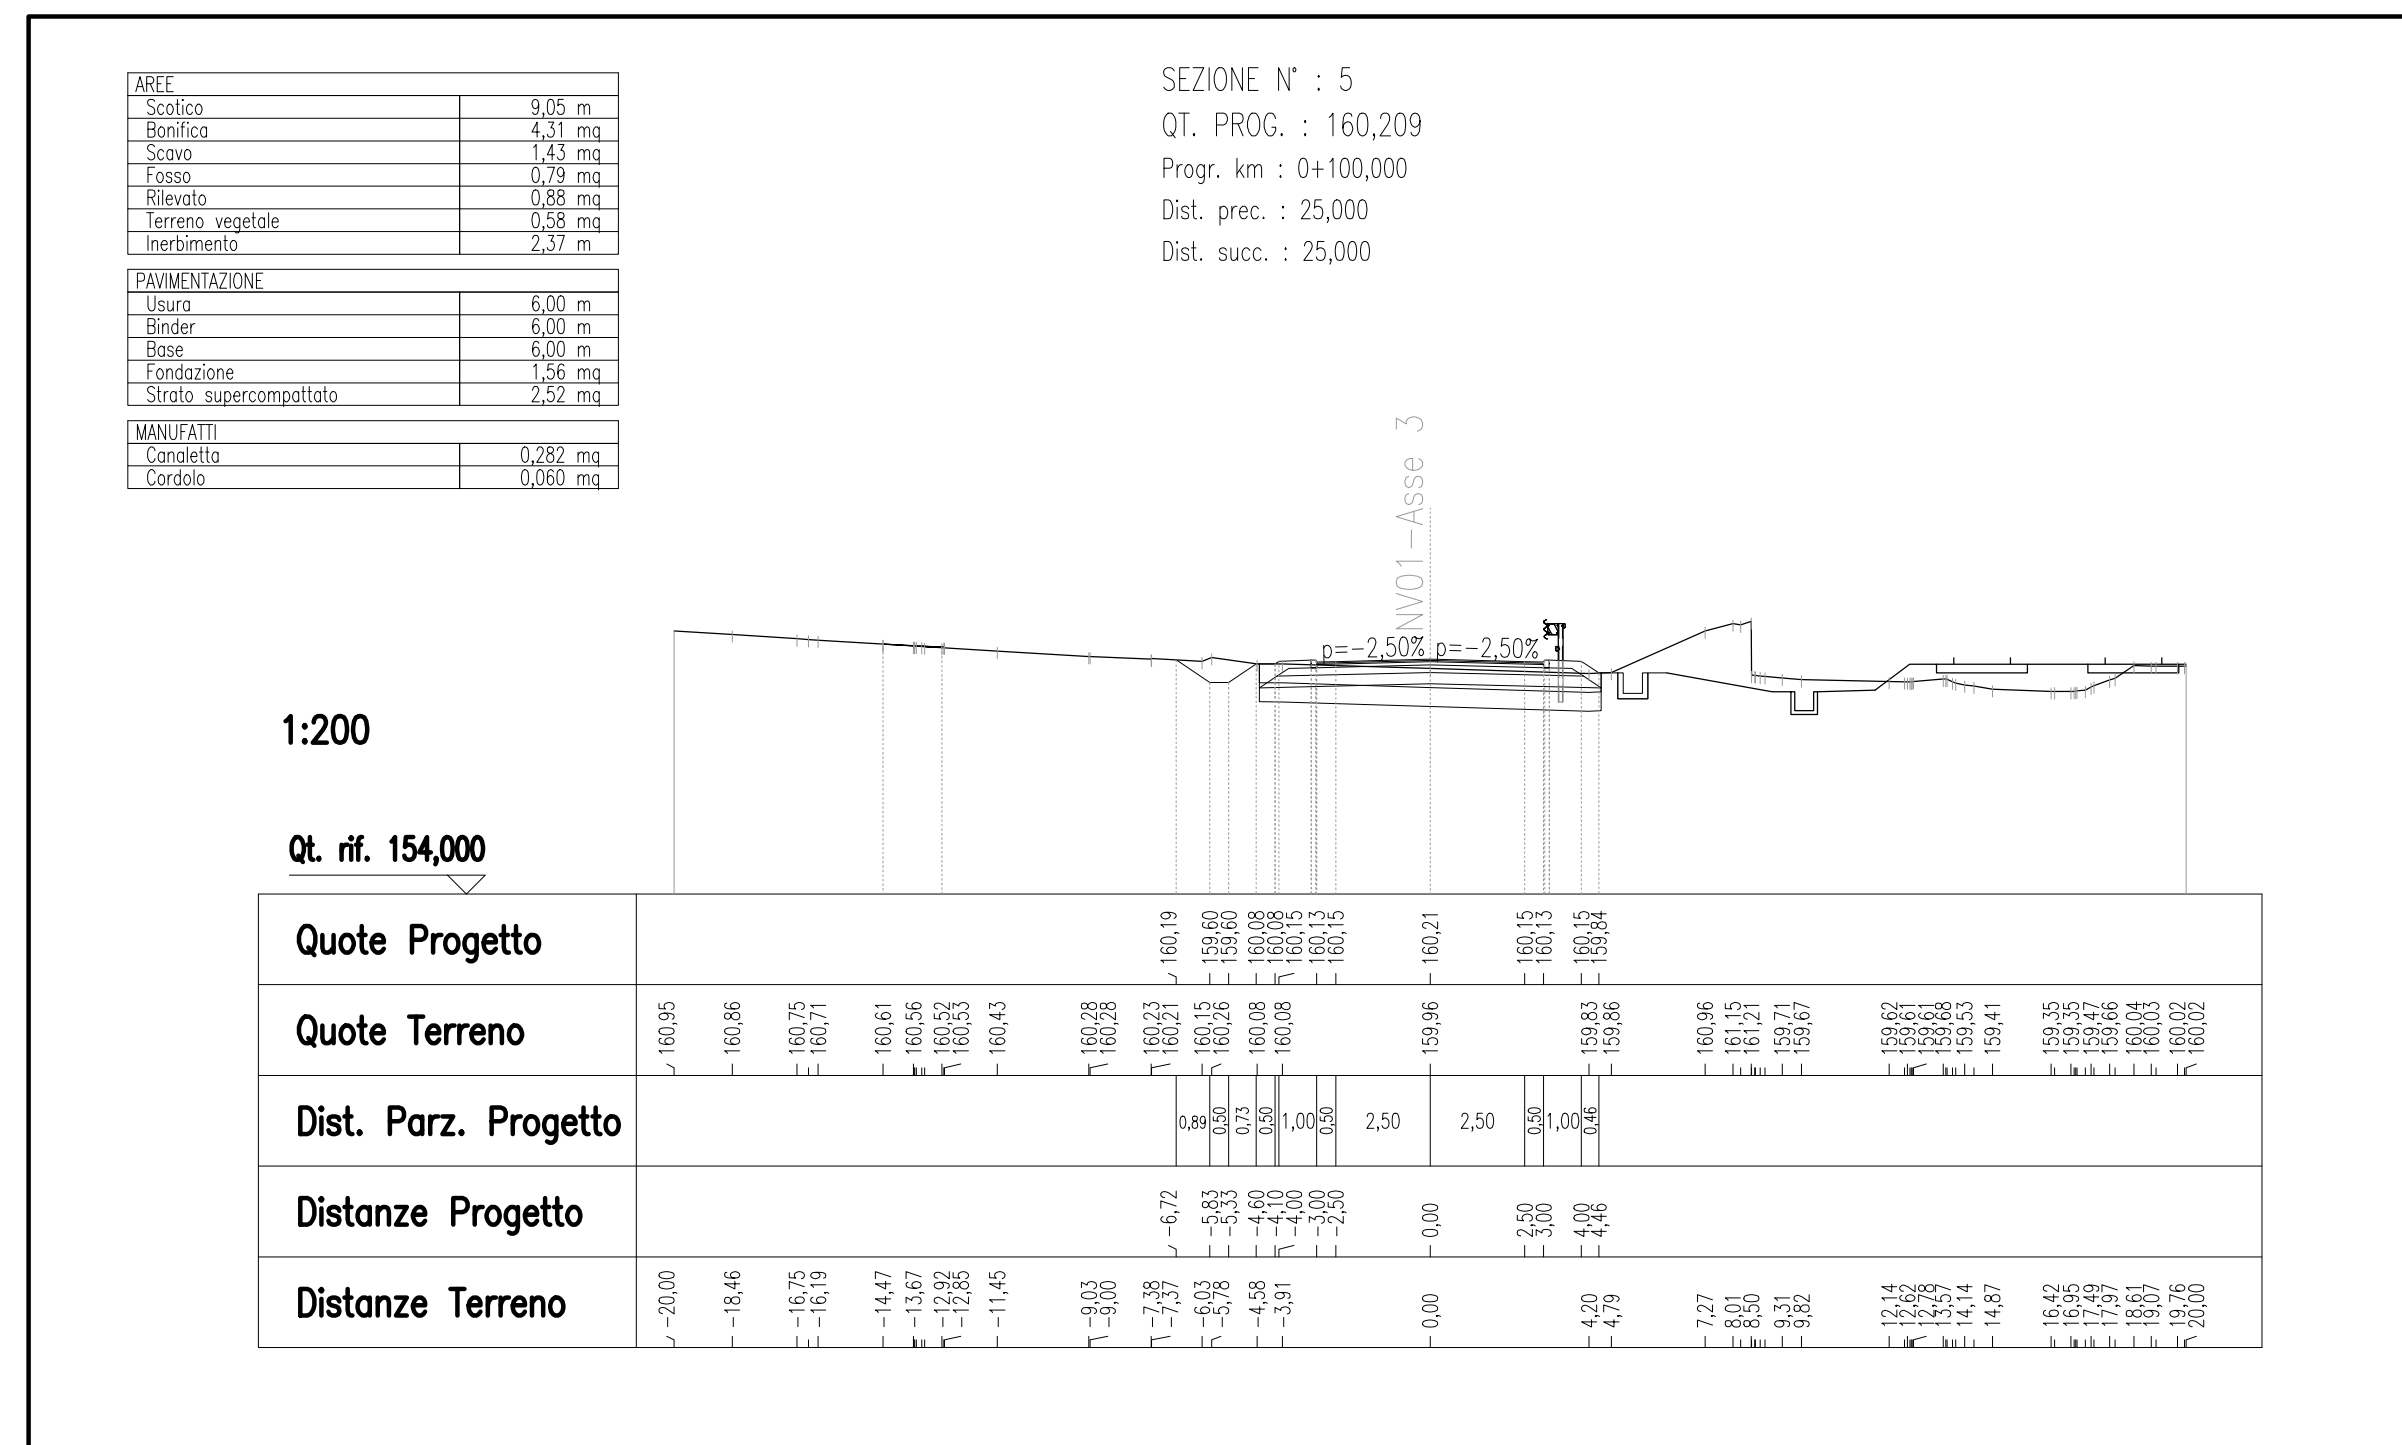 AREE
Scotico 9,05 m
Bonifica 4,31 mq
Scavo 1,43 mq
Fosso 0,79 mq
Rilevato 0,88 mq
Terreno vegetale 0,58 mq
Inerbimento 2,37 m
PAVIMENTAZIONE
Usura 6,00 m
Binder 6,00 m
Base 6,00 m
Fondazione 1,56 mq
Strato supercompattato 2,52 mq
MANUFATTI
Canaletta 0,282 mq
Cordolo 0,060 mq
SEZIONE N° : 5
QT. PROG. : 160,209
Progr. km : 0+100,000
Dist. prec. : 25,000
Dist. succ. : 25,000
NV01-Asse 3
p=-2,50% p=-2,50%
1:200
Qt. rif. 154,000
Quote Progetto 160,19 159,60 159,60 160,08 160,08 160,15 160,13 160,15 160,21 160,15 160,13 160,15 159,84
Quote Terreno 160,95 160,86 160,75 160,71 160,61 160,56 160,52 160,53 160,43 160,28 160,28 160,23 160,21 160,15 160,26 160,08 160,08 159,96 159,83 159,86 160,96 161,15 161,21 159,71 159,67 159,62 159,61 159,61 159,68 159,53 159,41 159,35 159,35 159,47 159,66 160,04 160,03 160,02 160,02
Dist. Parz. Progetto 0,89 0,50 0,73 0,50 1,00 0,50 2,50 2,50 0,50 1,00 0,46
Distanze Progetto -6,72 -5,83 -5,33 -4,60 -4,10 -4,00 -3,00 -2,50 0,00 2,50 3,00 4,00 4,46
Distanze Terreno -20,00 -18,46 -16,75 -16,19 -14,47 -13,67 -12,92 -12,85 -11,45 -9,03 -9,00 -7,38 -7,37 -6,03 -5,78 -4,58 -3,91 0,00 4,20 4,79 7,27 8,01 8,50 9,31 9,82 12,14 12,62 12,78 13,57 14,14 14,87 16,42 16,95 17,49 17,97 18,61 19,07 19,76 20,00